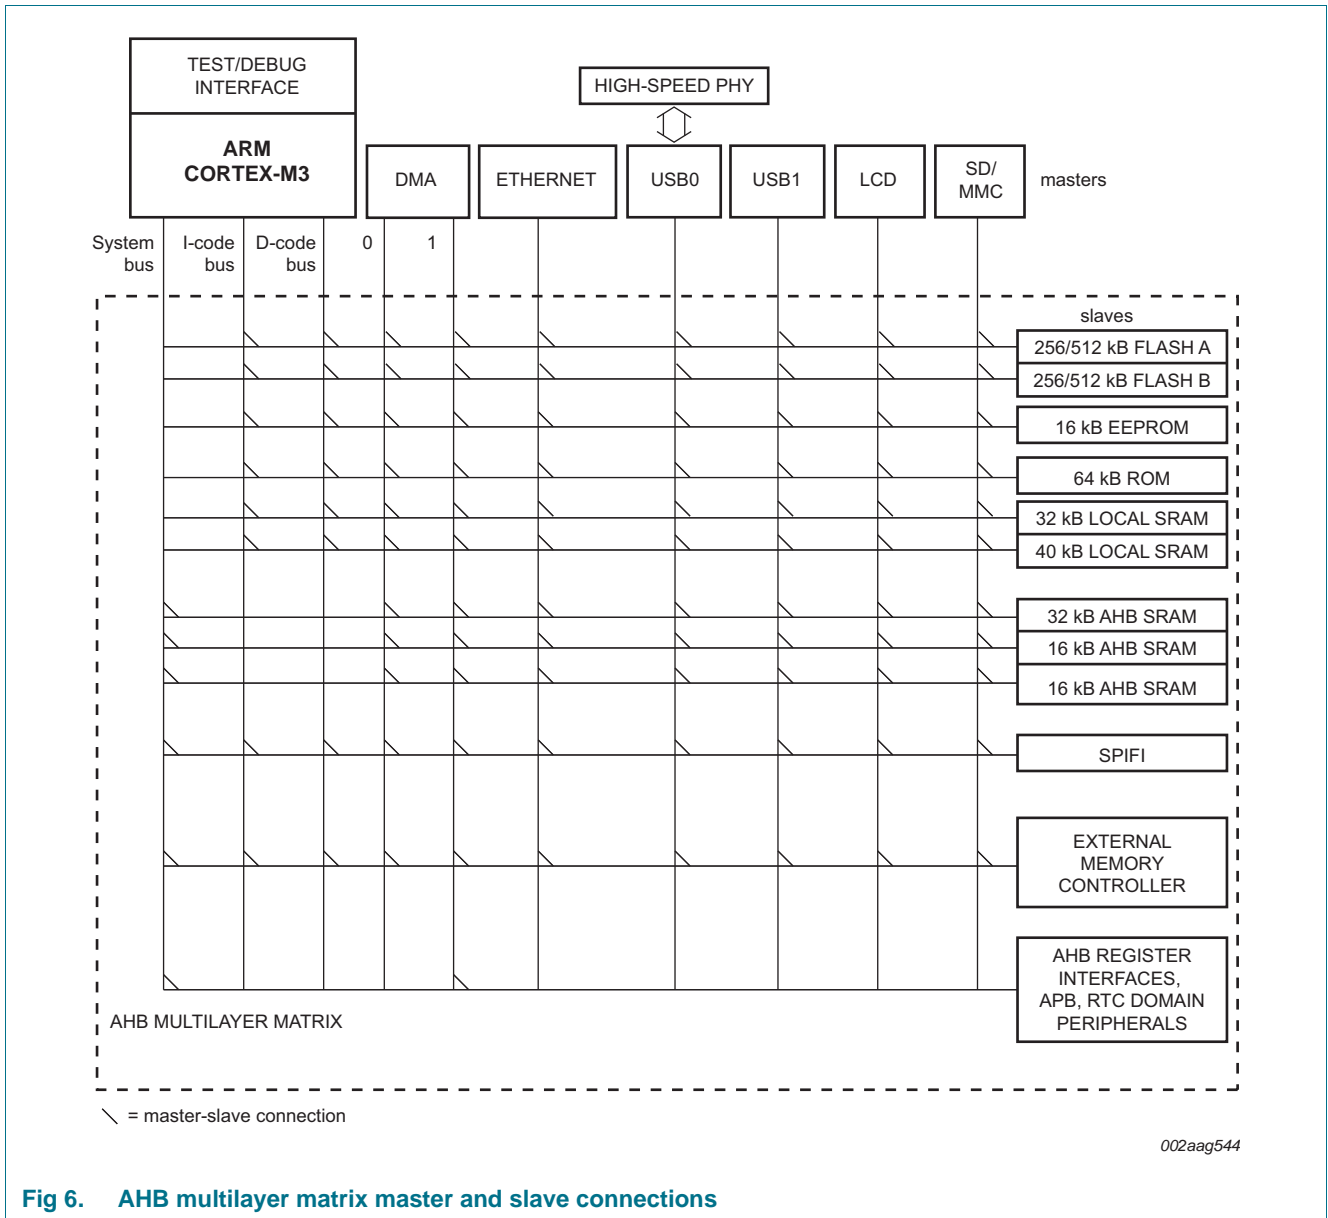 TEST/DEBUG
INTERFACE
ARM
CORTEX-M3
HIGH-SPEED PHY
DMA
ETHERNET
USB0
USB1
LCD
SD/
MMC
masters
System
bus
I-code
bus
D-code
bus
0
1
slaves
256/512 kB FLASH A
256/512 kB FLASH B
16 kB EEPROM
64 kB ROM
32 kB LOCAL SRAM
40 kB LOCAL SRAM
32 kB AHB SRAM
16 kB AHB SRAM
16 kB AHB SRAM
SPIFI
EXTERNAL
MEMORY
CONTROLLER
AHB REGISTER
INTERFACES,
APB, RTC DOMAIN
PERIPHERALS
AHB MULTILAYER MATRIX
= master-slave connection
002aag544
Fig 6. AHB multilayer matrix master and slave connections